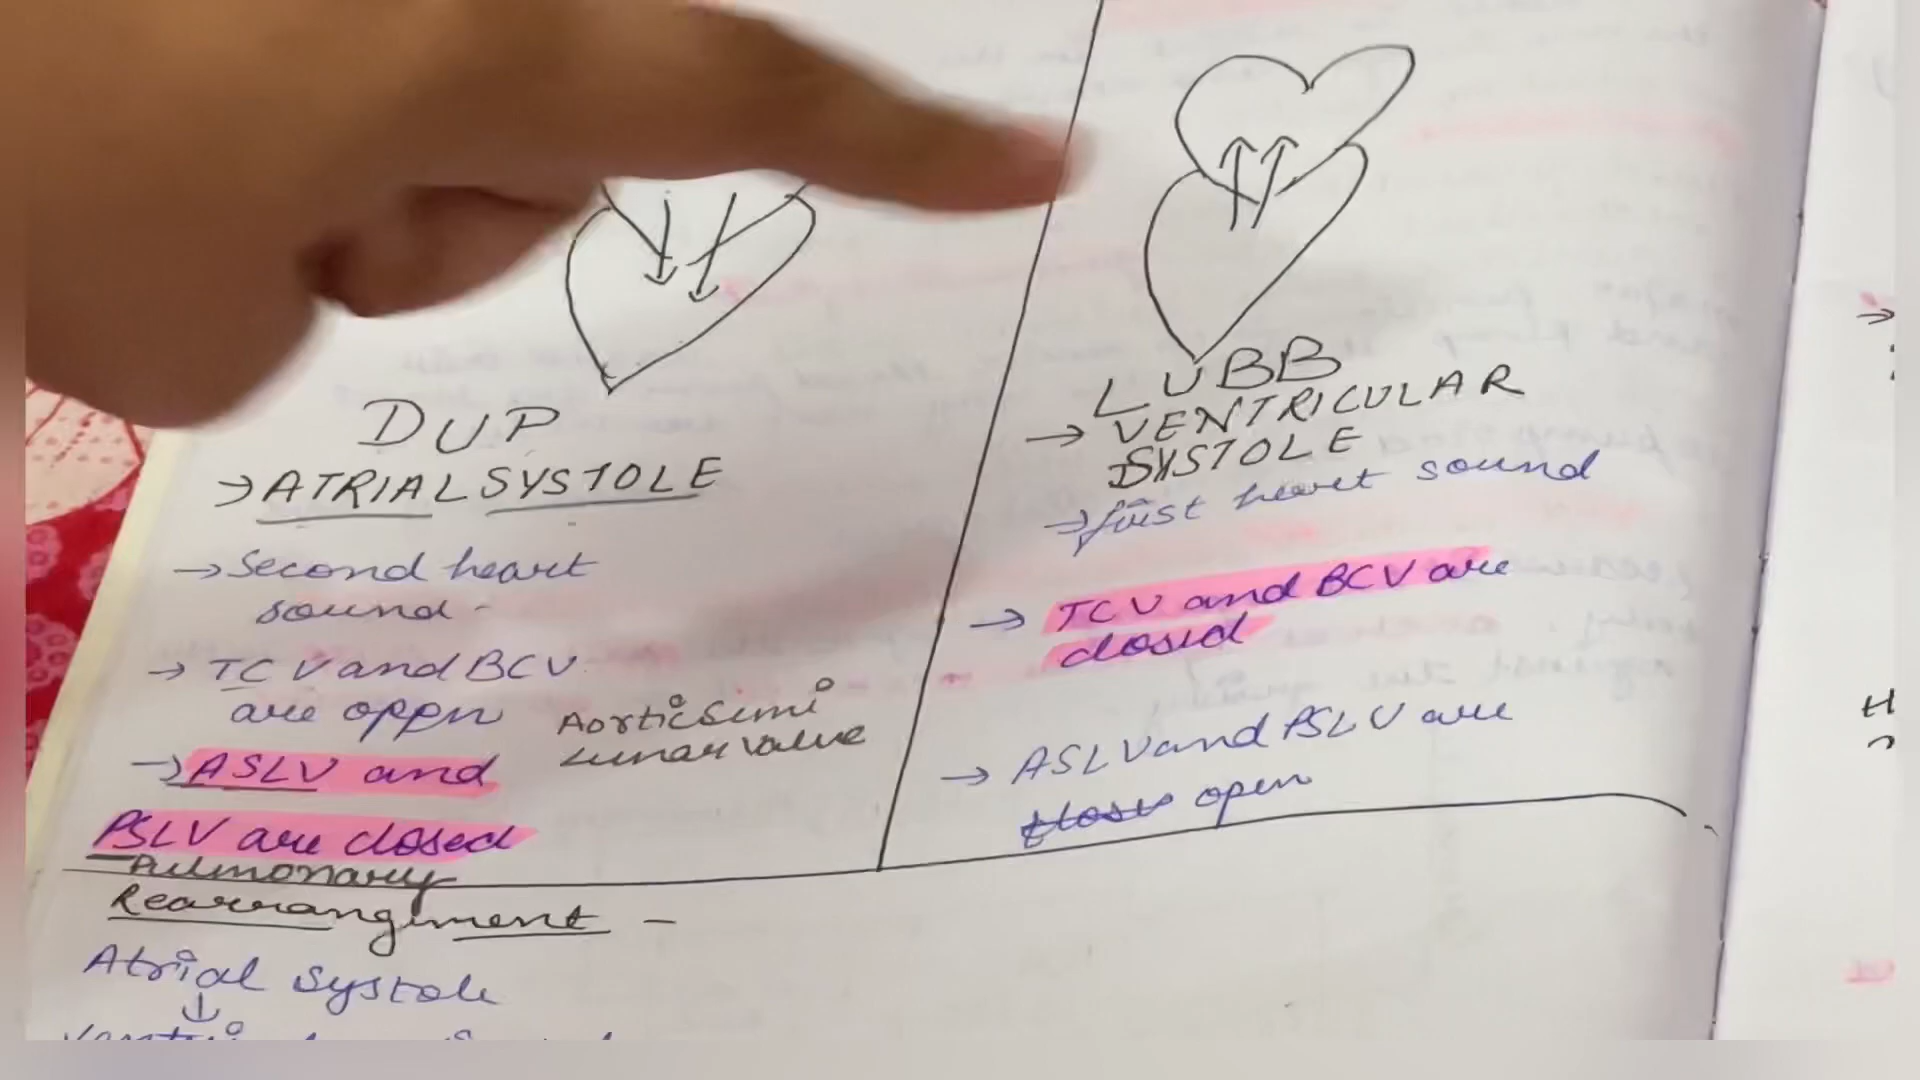 DUP
→ ATRIAL SYSTOLE
→ Second heart
sound -
→ TCV and BCV
are open
Aortic Semi
Lunar valve
→ ASLV and
PSLV are closed
Pulmonary
LUBB
→ VENTRICULAR
SYSTOLE
→ first heart sound
→ TCV and BCV are
closed
→ ASLV and PSLV are
open
Rearrangement -
Atrial Systole
↓